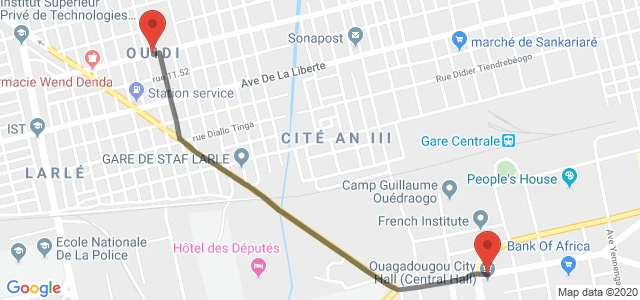 Institut Supérieur
Privé de Technologies...
OUIDI
Sonapost
marché de Sankariaré
rue 11.52
Ave De La Liberte
Rue Didier Tiendrebéogo
armacie Wend Denda
Station service
IST
rue Diallo Tinga
CITÉ AN III
Gare Centrale
GARE DE STAF LARLE
LARLÉ
People's House
Camp Guillaume
Ouédraogo
French Institute
Ave Yennenga
Ecole Nationale
De La Police
Hôtel des Députés
Bank Of Africa
Ouagadougou City
Hall (Central Hall)
Google
Map data ©2020